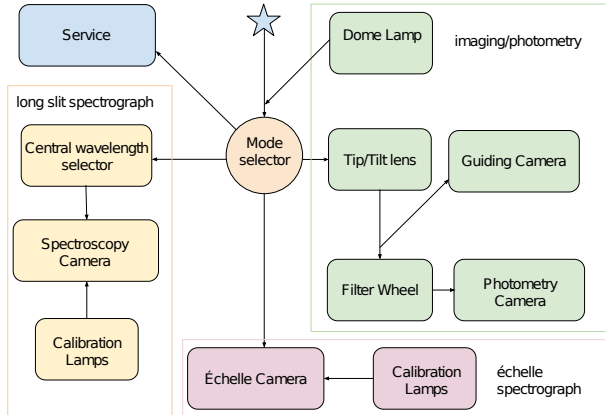 Service
Dome Lamp
imaging/photometry
long slit spectrograph
Central wavelength
selector
Mode
selector
Tip/Tilt lens
Guiding Camera
Spectroscopy
Camera
Filter Wheel
Photometry
Camera
Calibration
Lamps
Échelle Camera
Calibration
Lamps
échelle
spectrograph